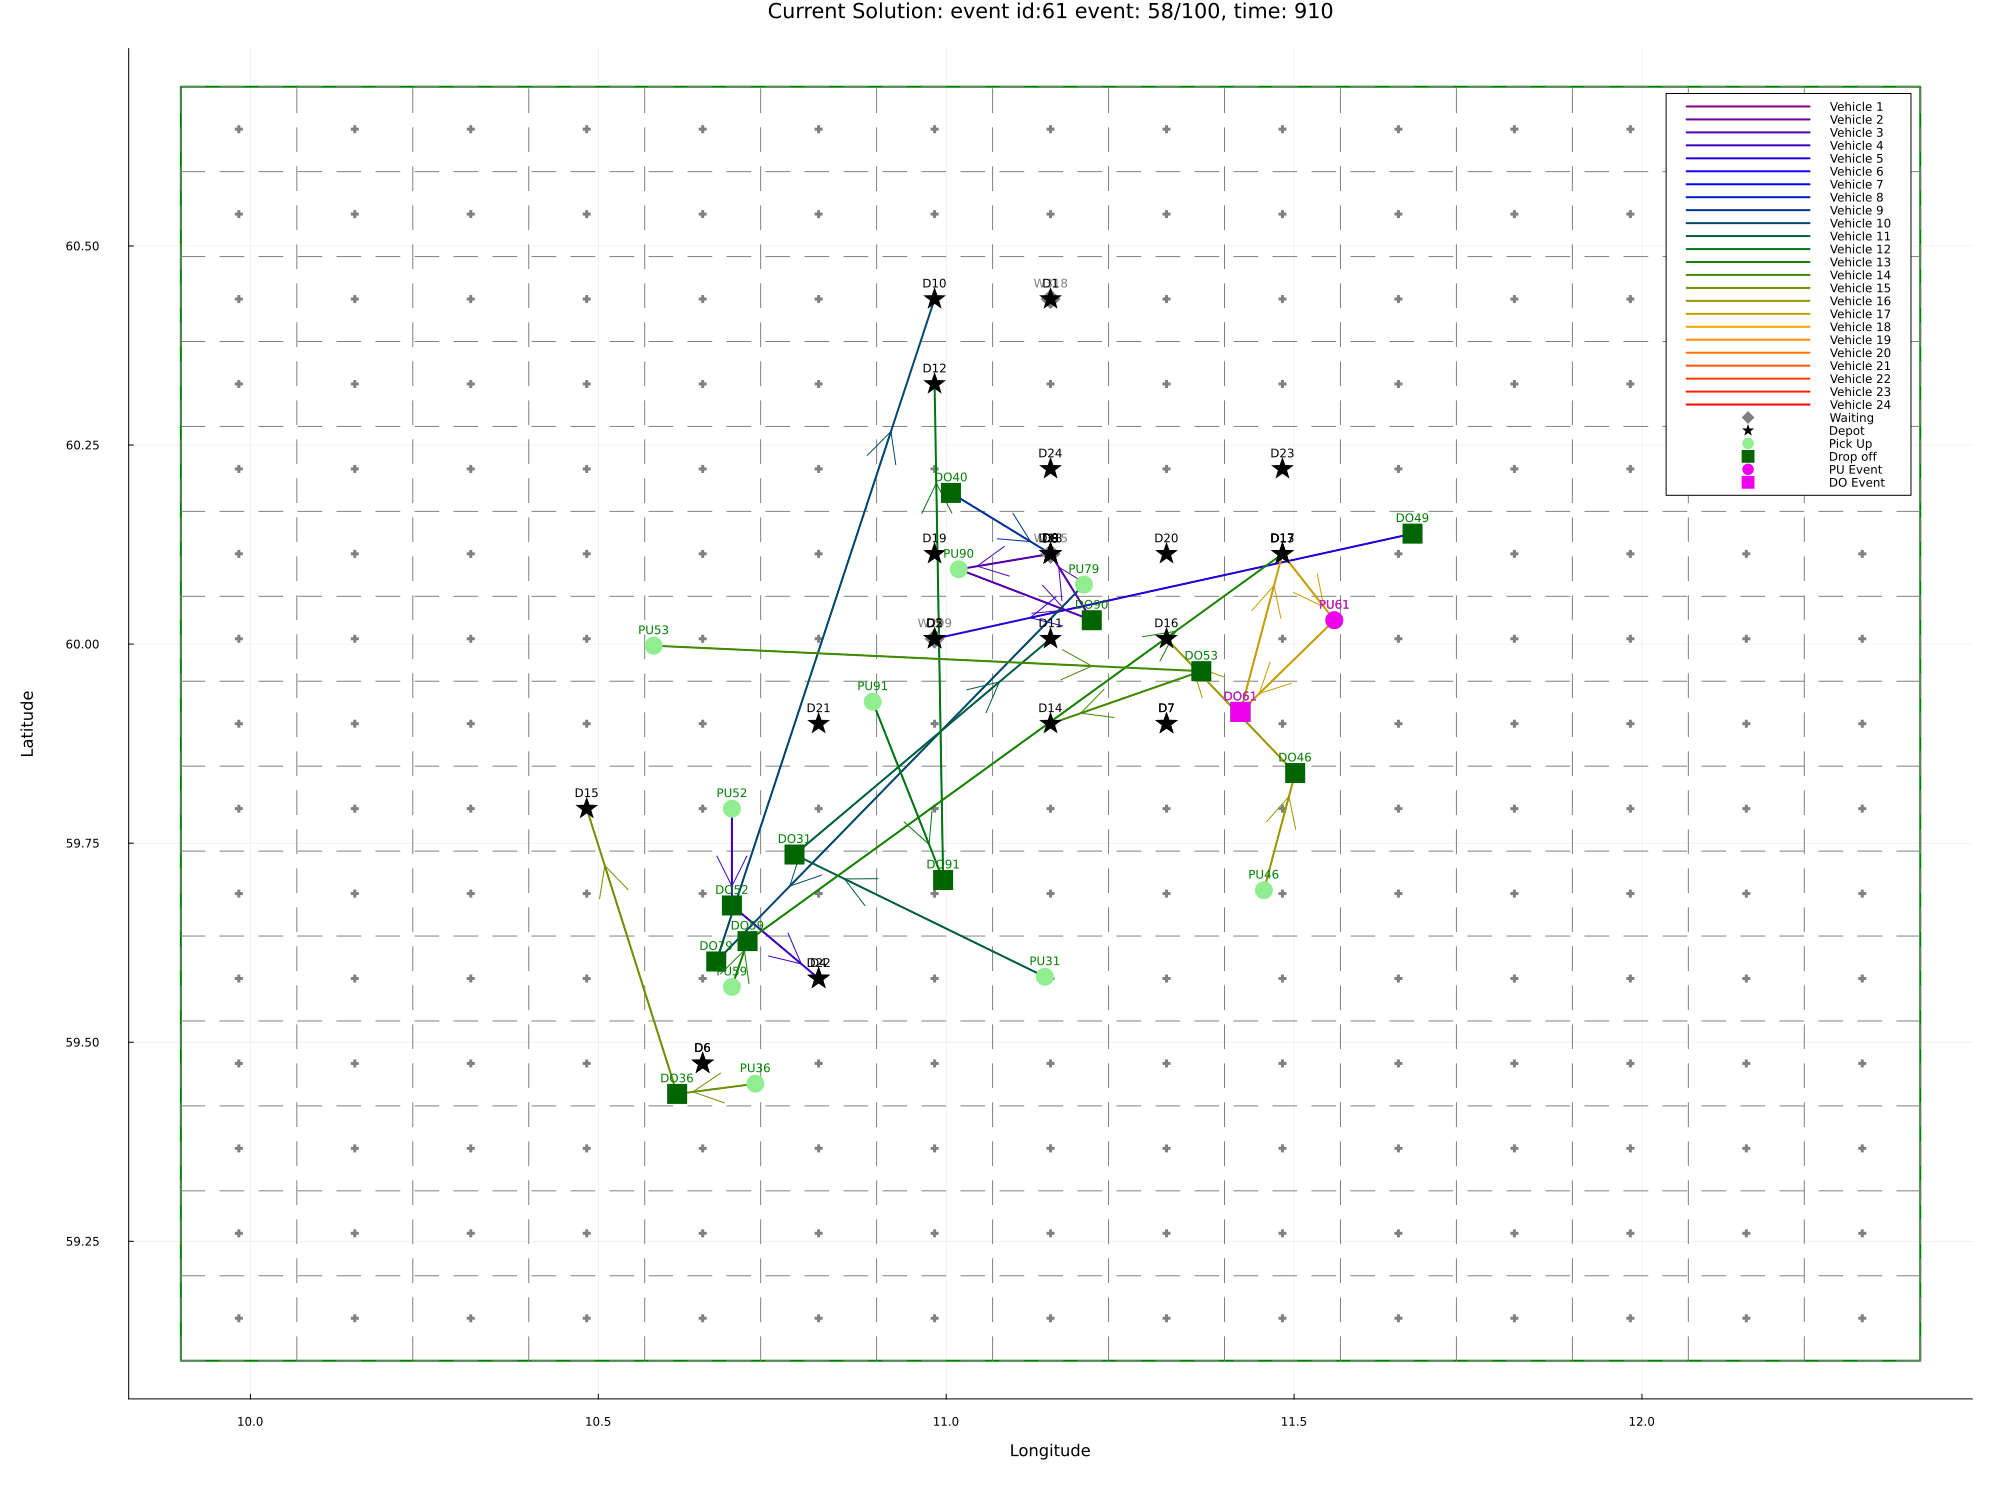 Current Solution: event id:61 event: 58/100, time: 910
Vehicle 1
Vehicle 2
Vehicle 3
Vehicle 4
Vehicle 5
Vehicle 6
Vehicle 7
Vehicle 8
Vehicle 9
Vehicle 10
Vehicle 11
Vehicle 12
Vehicle 13
Vehicle 14
Vehicle 15
Vehicle 16
Vehicle 17
Vehicle 18
Vehicle 19
Vehicle 20
Vehicle 21
Vehicle 22
Vehicle 23
Vehicle 24
Waiting
Depot
Pick Up
Drop off
PU Event
DO Event
60.50
60.25
60.00
59.75
59.50
59.25
Latitude
D10
D1
D12
D24
D23
DO40
DO49
D19
D20
PU90
PU79
DO90
PU61
PU53
D11
D16
DO53
PU91
DO61
D21
D14
D7
DO46
D15
PU52
DO31
DO91
PU46
DO52
DO59
DO79
PU59
D22
PU31
D6
PU36
DO36
10.0
10.5
11.0
11.5
12.0
Longitude